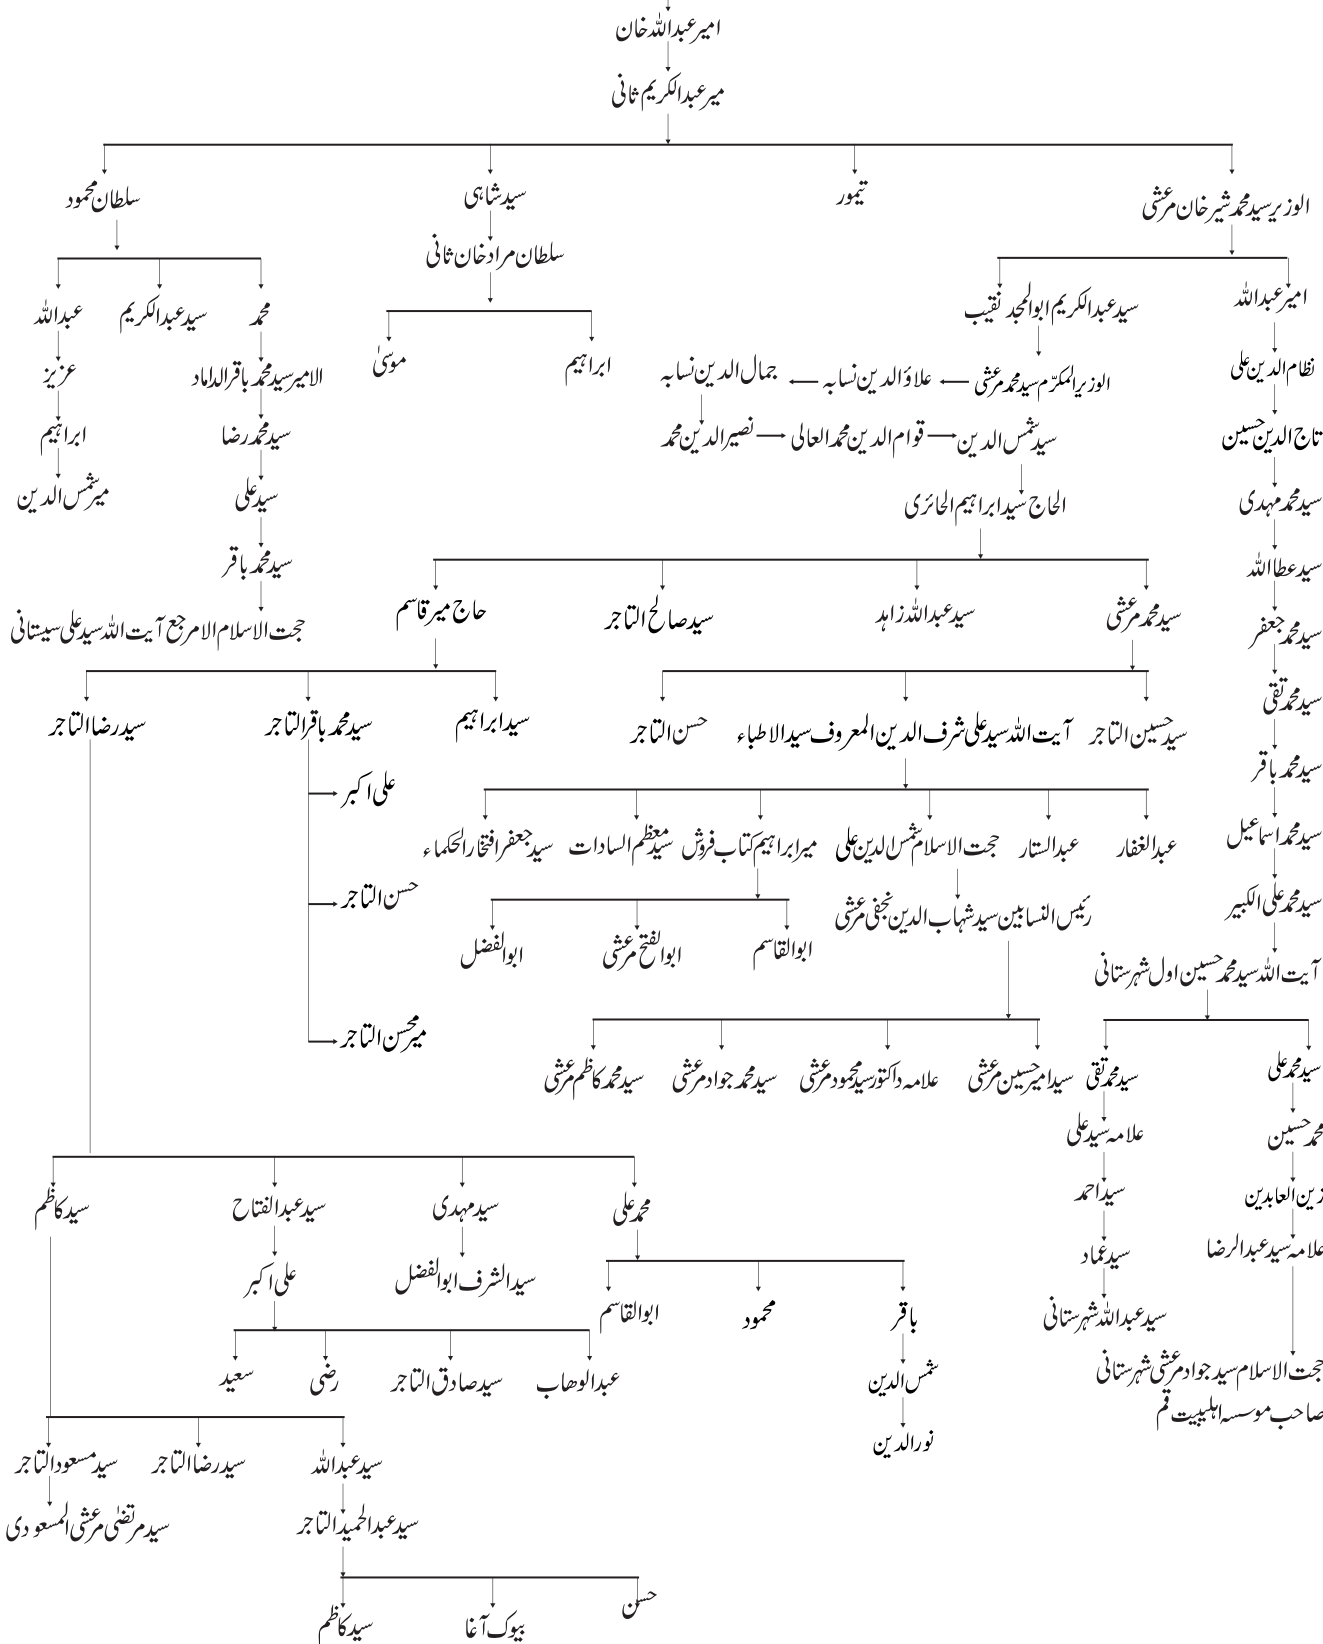 امیر عبداللہ خان
میر عبدالکریم ثانی
الوزیر سید محمد شیر خان مرعشی
تیمور
سید شاہی
سلطان محمود
سلطان مراد خان ثانی
امیر عبداللہ
سید عبدالکریم ابوالمجد نقیب
ابراہیم
موسیٰ
محمد
سید عبدالکریم
عبداللہ
نظام الدین علی
الوزیر المکرّم سید محمد مرعشی
علاؤ الدین نسابہ
جمال الدین نسابہ
الامیر سید محمد باقر الداماد
عزیز
تاج الدین حسین
سید شمس الدین
قوام الدین محمد العالی
نصیر الدین محمد
سید محمد رضا
ابراہیم
سید محمد مہدی
الحاج سید ابراہیم الحائری
سید علی
میر شمس الدین
سید عطا اللہ
سید محمد باقر
سید محمد جعفر
سید محمد مرعشی
سید عبداللہ زاہد
سید صالح التاجر
حاج میر قاسم
حجت الاسلام الامرجع آیت اللہ سید علی سیستانی
سید محمد تقی
سید حسین التاجر
آیت اللہ سید علی شرف الدین المعروف سید الاطباء
حسن التاجر
سید ابراہیم
سید محمد باقر التاجر
سید رضا التاجر
سید محمد باقر
علی اکبر
سید محمد اسماعیل
عبدالغفار
عبدالستار
حجت الاسلام شمس الدین علی
میر ابراہیم کتاب فروش
سید معظم السادات
سید جعفر افتخار الحکماء
سید محمد علی الکبیر
رئیس النسابین سید شہاب الدین نجفی مرعشی
حسن التاجر
ابوالقاسم
ابوالفتح مرعشی
ابوالفضل
آیت اللہ سید محمد حسین اول شہرستانی
میر محسن التاجر
سید محمد علی
سید محمد تقی
سید امیر حسین مرعشی
علامہ داکتور سید محمود مرعشی
سید محمد جواد مرعشی
سید محمد کاظم مرعشی
محمد حسین
علامہ سید علی
زین العابدین
سید احمد
محمد علی
سید مہدی
سید عبدالفتاح
سید کاظم
علامہ سید عبدالرضا
سید عماد
سید الشرف ابوالفضل
علی اکبر
سید عبداللہ شہرستانی
باقر
محمود
ابوالقاسم
حجت الاسلام سید جواد مرعشی شہرستانی
صاحب موسسہ اہلیبیت قم
شمس الدین
عبدالوھاب
سید صادق التاجر
رضی
سعید
نور الدین
سید عبداللہ
سید رضا التاجر
سید مسعود التاجر
سید عبدالحمید التاجر
سید مرتضیٰ مرعشی المسعودی
حسن
بیوک آغا
سید کاظم